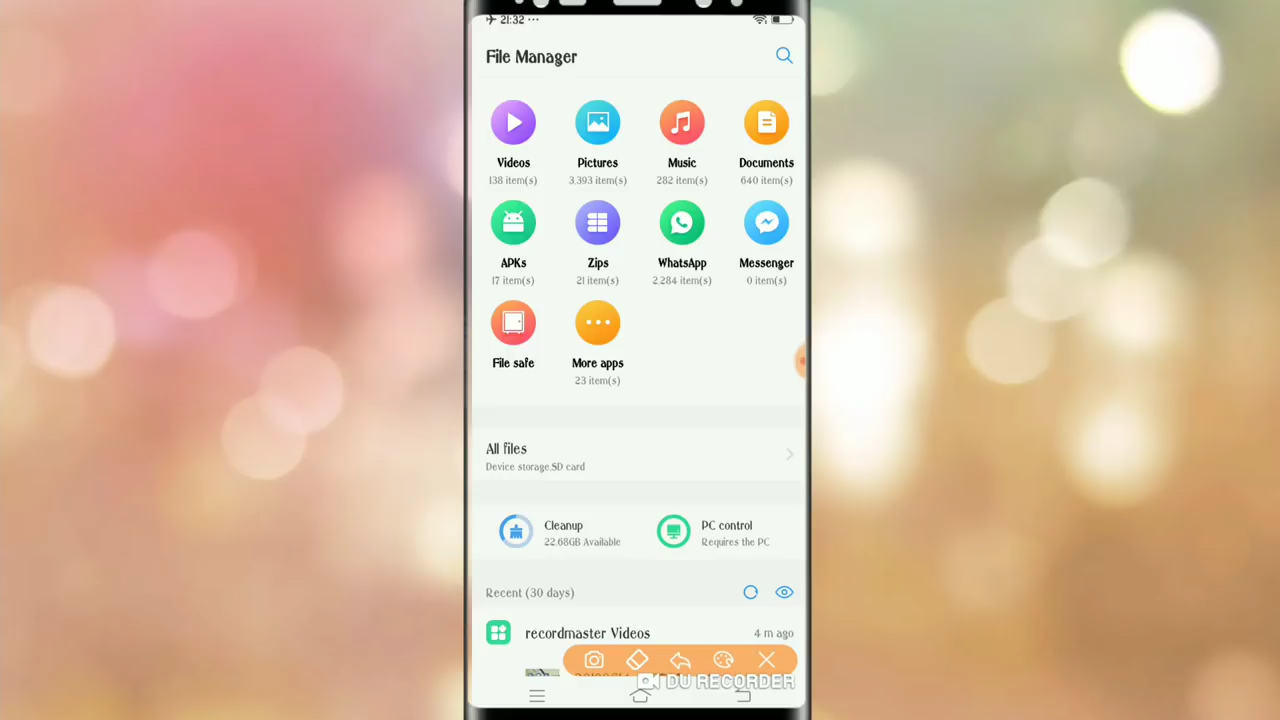 21:32 ...
File Manager
Videos Pictures Music Documents
138 item(s) 3,393 item(s) 282 item(s) 640 item(s)
APKs Zips WhatsApp Messenger
17 item(s) 21 item(s) 2,284 item(s) 0 item(s)
File safe More apps
23 item(s)
All files
Device storage,SD card
Cleanup PC control
22.68GB Available Requires the PC
Recent (30 days)
recordmaster Videos 4 m ago
DU RECORDER